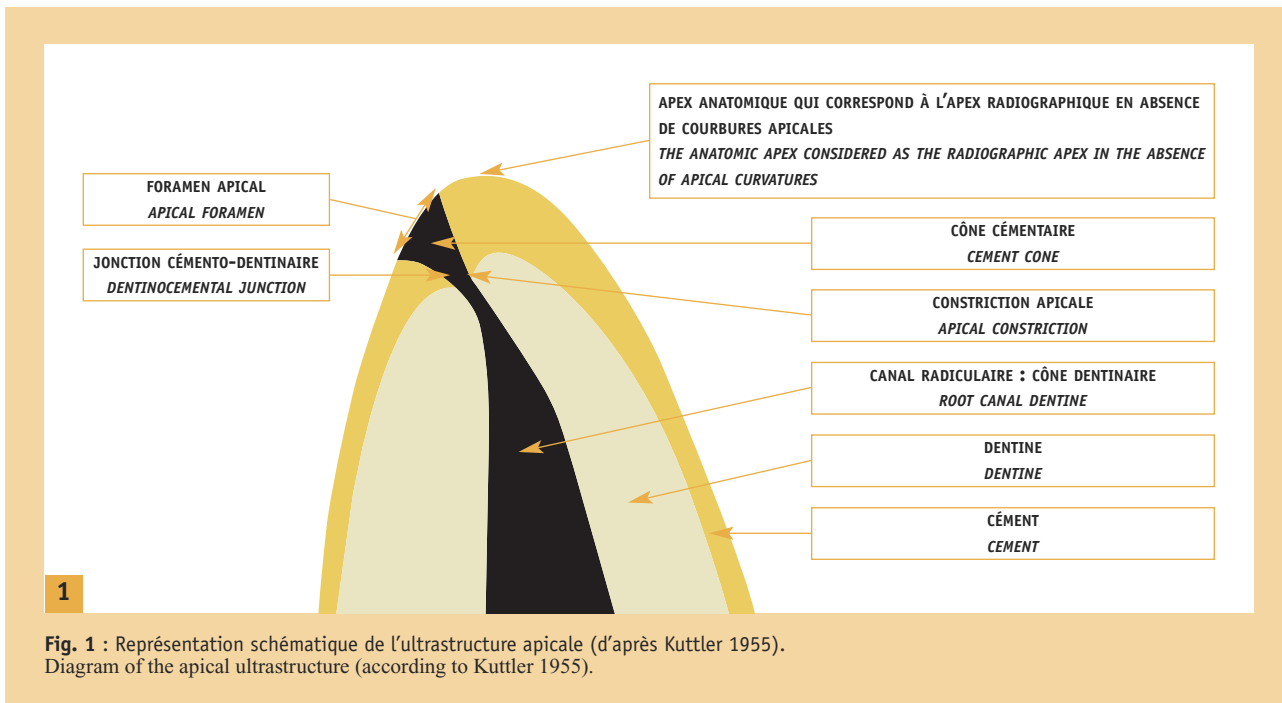 APEX ANATOMIQUE QUI CORRESPOND À L'APEX RADIOGRAPHIQUE EN ABSENCE
DE COURBURES APICALES
THE ANATOMIC APEX CONSIDERED AS THE RADIOGRAPHIC APEX IN THE ABSENCE
OF APICAL CURVATURES
FORAMEN APICAL
APICAL FORAMEN
JONCTION CÉMENTO-DENTINAIRE
DENTINOCEMENTAL JUNCTION
CÔNE CÉMENTAIRE
CEMENT CONE
CONSTRICTION APICALE
APICAL CONSTRICTION
CANAL RADICULAIRE : CÔNE DENTINAIRE
ROOT CANAL DENTINE
DENTINE
DENTINE
CÉMENT
CEMENT
1
Fig. 1 : Représentation schématique de l'ultrastructure apicale (d'après Kuttler 1955).
Diagram of the apical ultrastructure (according to Kuttler 1955).